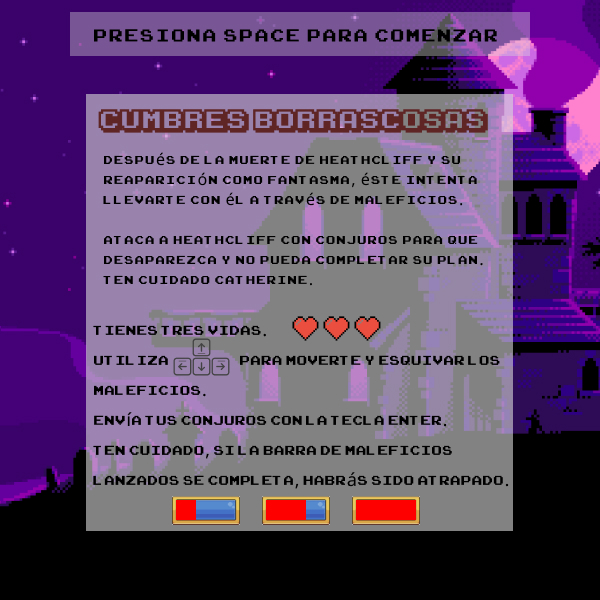 PRESIONA SPACE PARA COMENZAR
CUMBRES BORRASCOSAS
DESPUÉS DE LA MUERTE DE HEATHCLIFF Y SU
REAPARICIÓN COMO FANTASMA, ÉSTE INTENTA
LLEVARTE CON ÉL A TRAVÉS DE MALEFICIOS.
ATACA A HEATHCLIFF CON CONJUROS PARA QUE
DESAPAREZCA Y NO PUEDA COMPLETAR SU PLAN.
TEN CUIDADO CATHERINE.
TIENES TRES VIDAS.
UTILIZA ↑ ← ↓ → PARA MOVERTE Y ESQUIVAR LOS
MALEFICIOS.
ENVÍA TUS CONJUROS CON LA TECLA ENTER.
TEN CUIDADO, SI LA BARRA DE MALEFICIOS
LANZADOS SE COMPLETA, HABRÁS SIDO ATRAPADO.